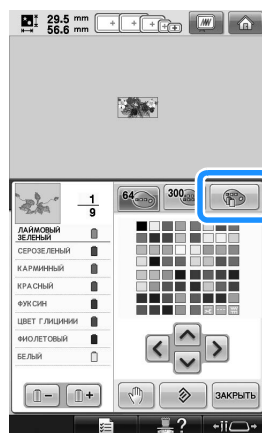 29.5 mm
56.6 mm
1
9
64
300
ЛАЙМОВЫЙ
ЗЕЛЕНЫЙ
СЕРОЗЕЛЕНЫЙ
КАРМИННЫЙ
КРАСНЫЙ
ФУКСИН
ЦВЕТ ГЛИЦИНИИ
ФИОЛЕТОВЫЙ
БЕЛЫЙ
ЗАКРЫТЬ
?